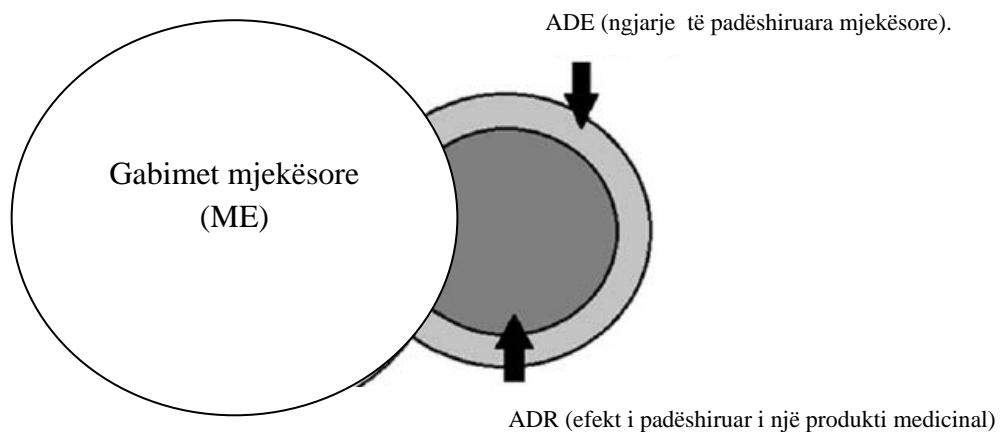 ADE (ngjarje të padëshiruara mjekësore).
Gabimet mjekësore
(ME)
ADR (efekt i padëshiruar i një produkti medicinal)